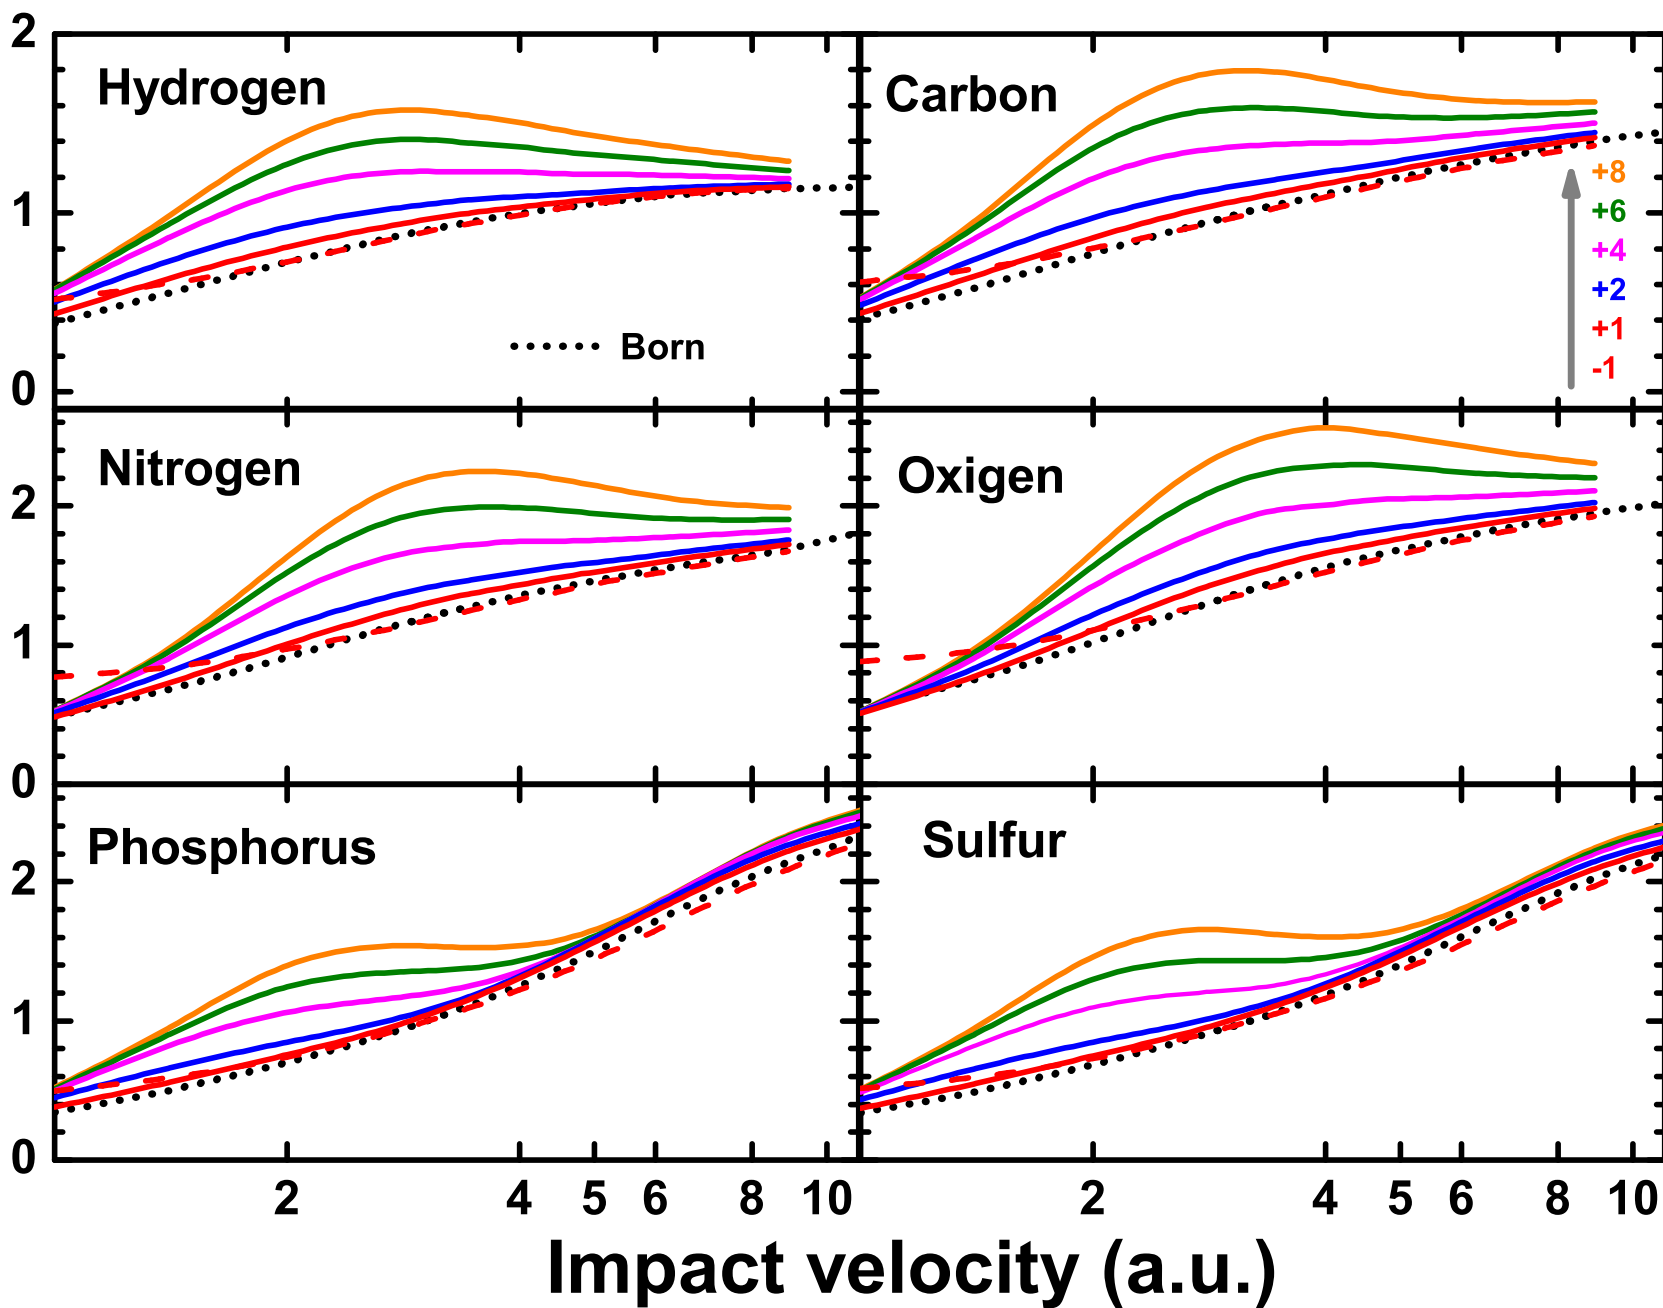 2
Hydrogen
Carbon
+8
+6
1
+4
+2
+1
Born
-1
0
Nitrogen
Oxigen
2
1
0
Phosphorus
Sulfur
2
1
0
2 4 5 6 8 10 2 4 5 6 8 10
Impact velocity (a.u.)